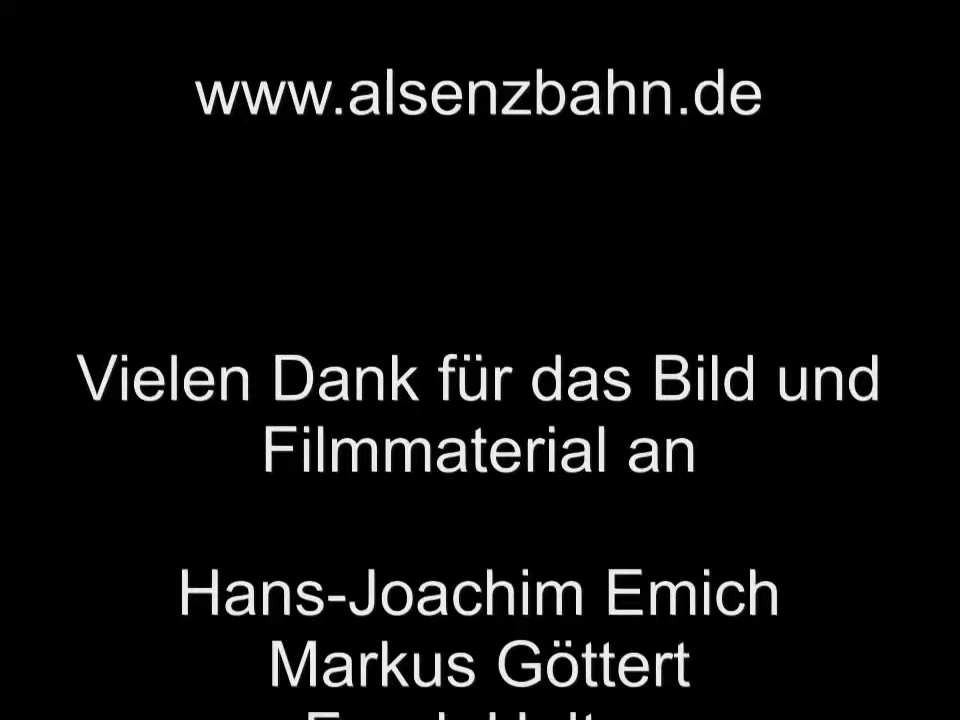 www.alsenzbahn.de
Vielen Dank für das Bild und
Filmmaterial an
Hans-Joachim Emich
Markus Göttert